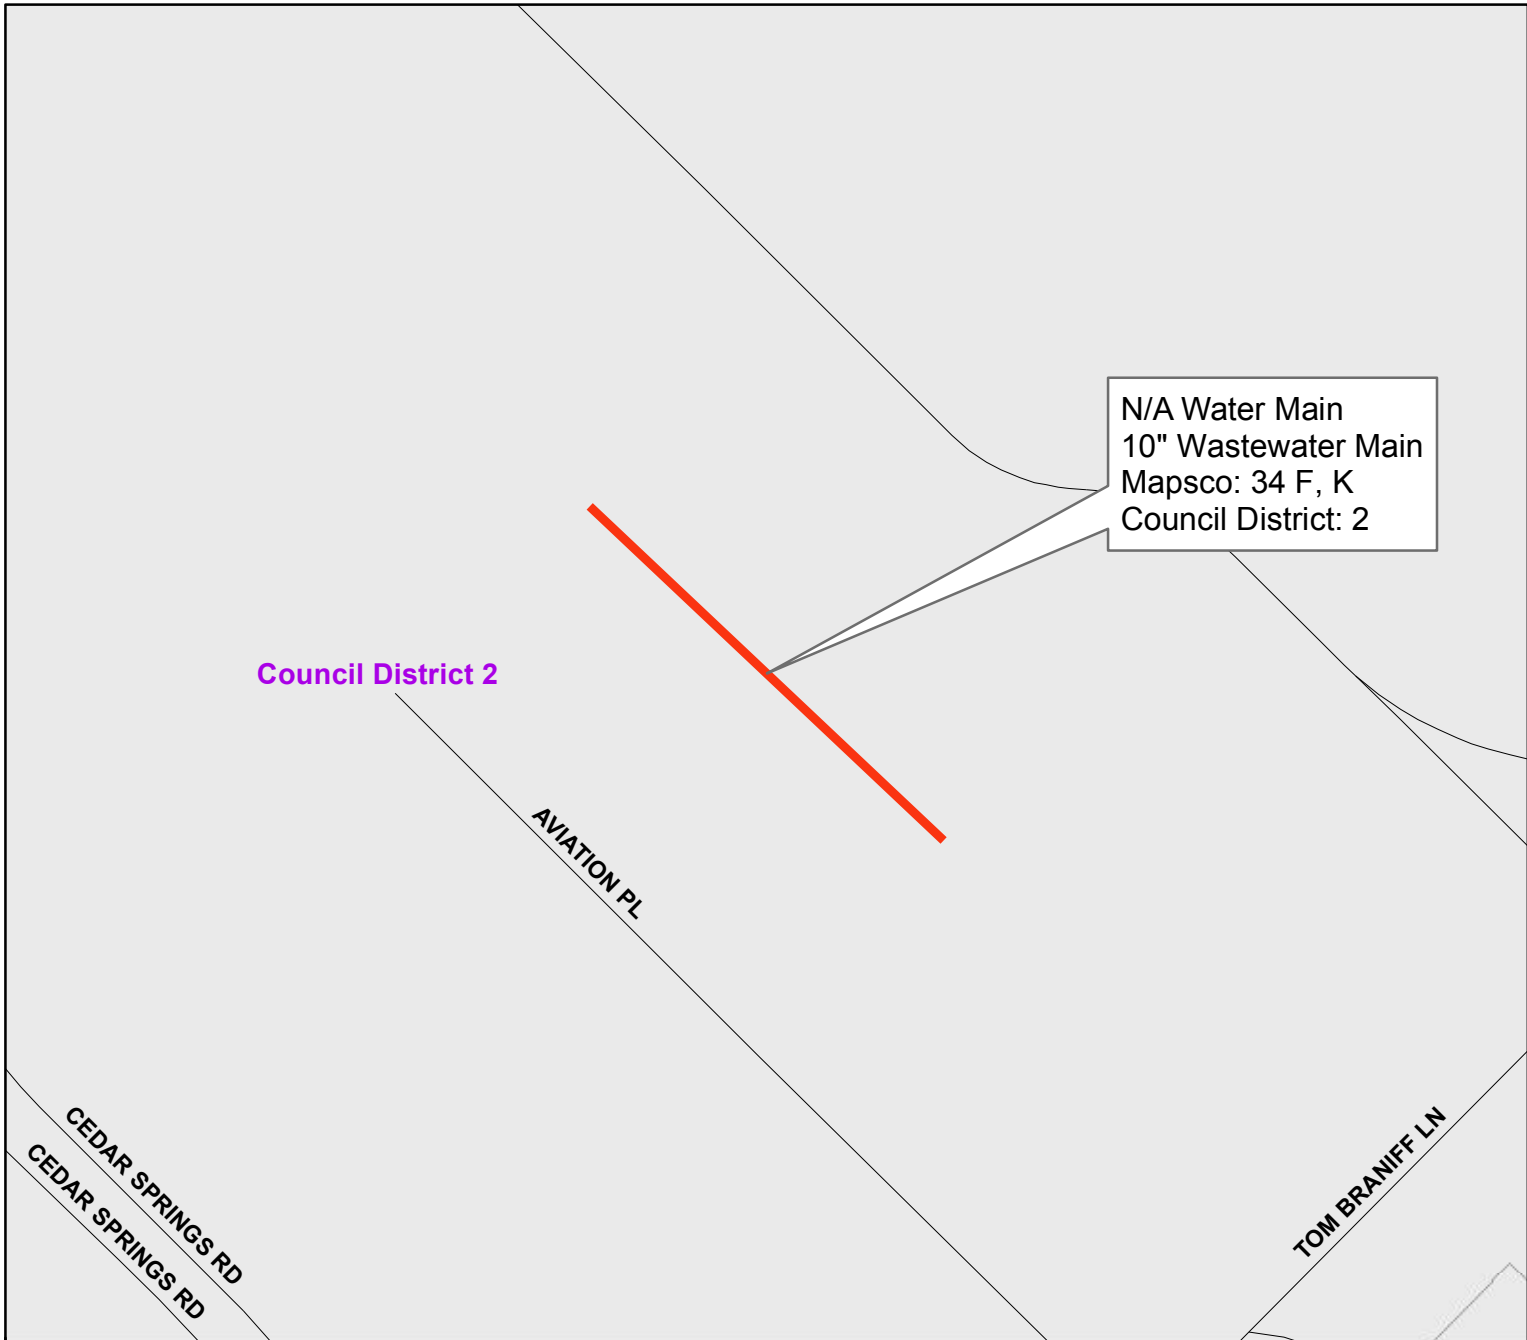 N/A Water Main
10" Wastewater Main
Mapsco: 34 F, K
Council District: 2
Council District 2
AVIATION PL
CEDAR SPRINGS RD
CEDAR SPRINGS RD
TOM BRANIFF LN